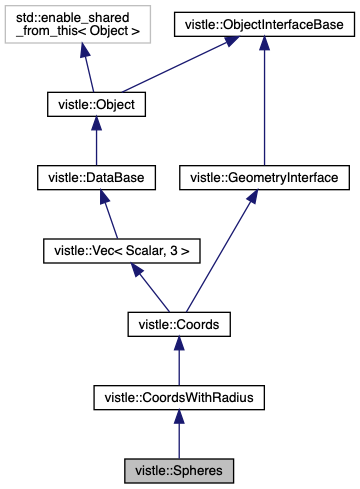 std::enable_shared
_from_this< Object >
vistle::ObjectInterfaceBase
vistle::Object
vistle::DataBase
vistle::GeometryInterface
vistle::Vec< Scalar, 3 >
vistle::Coords
vistle::CoordsWithRadius
vistle::Spheres